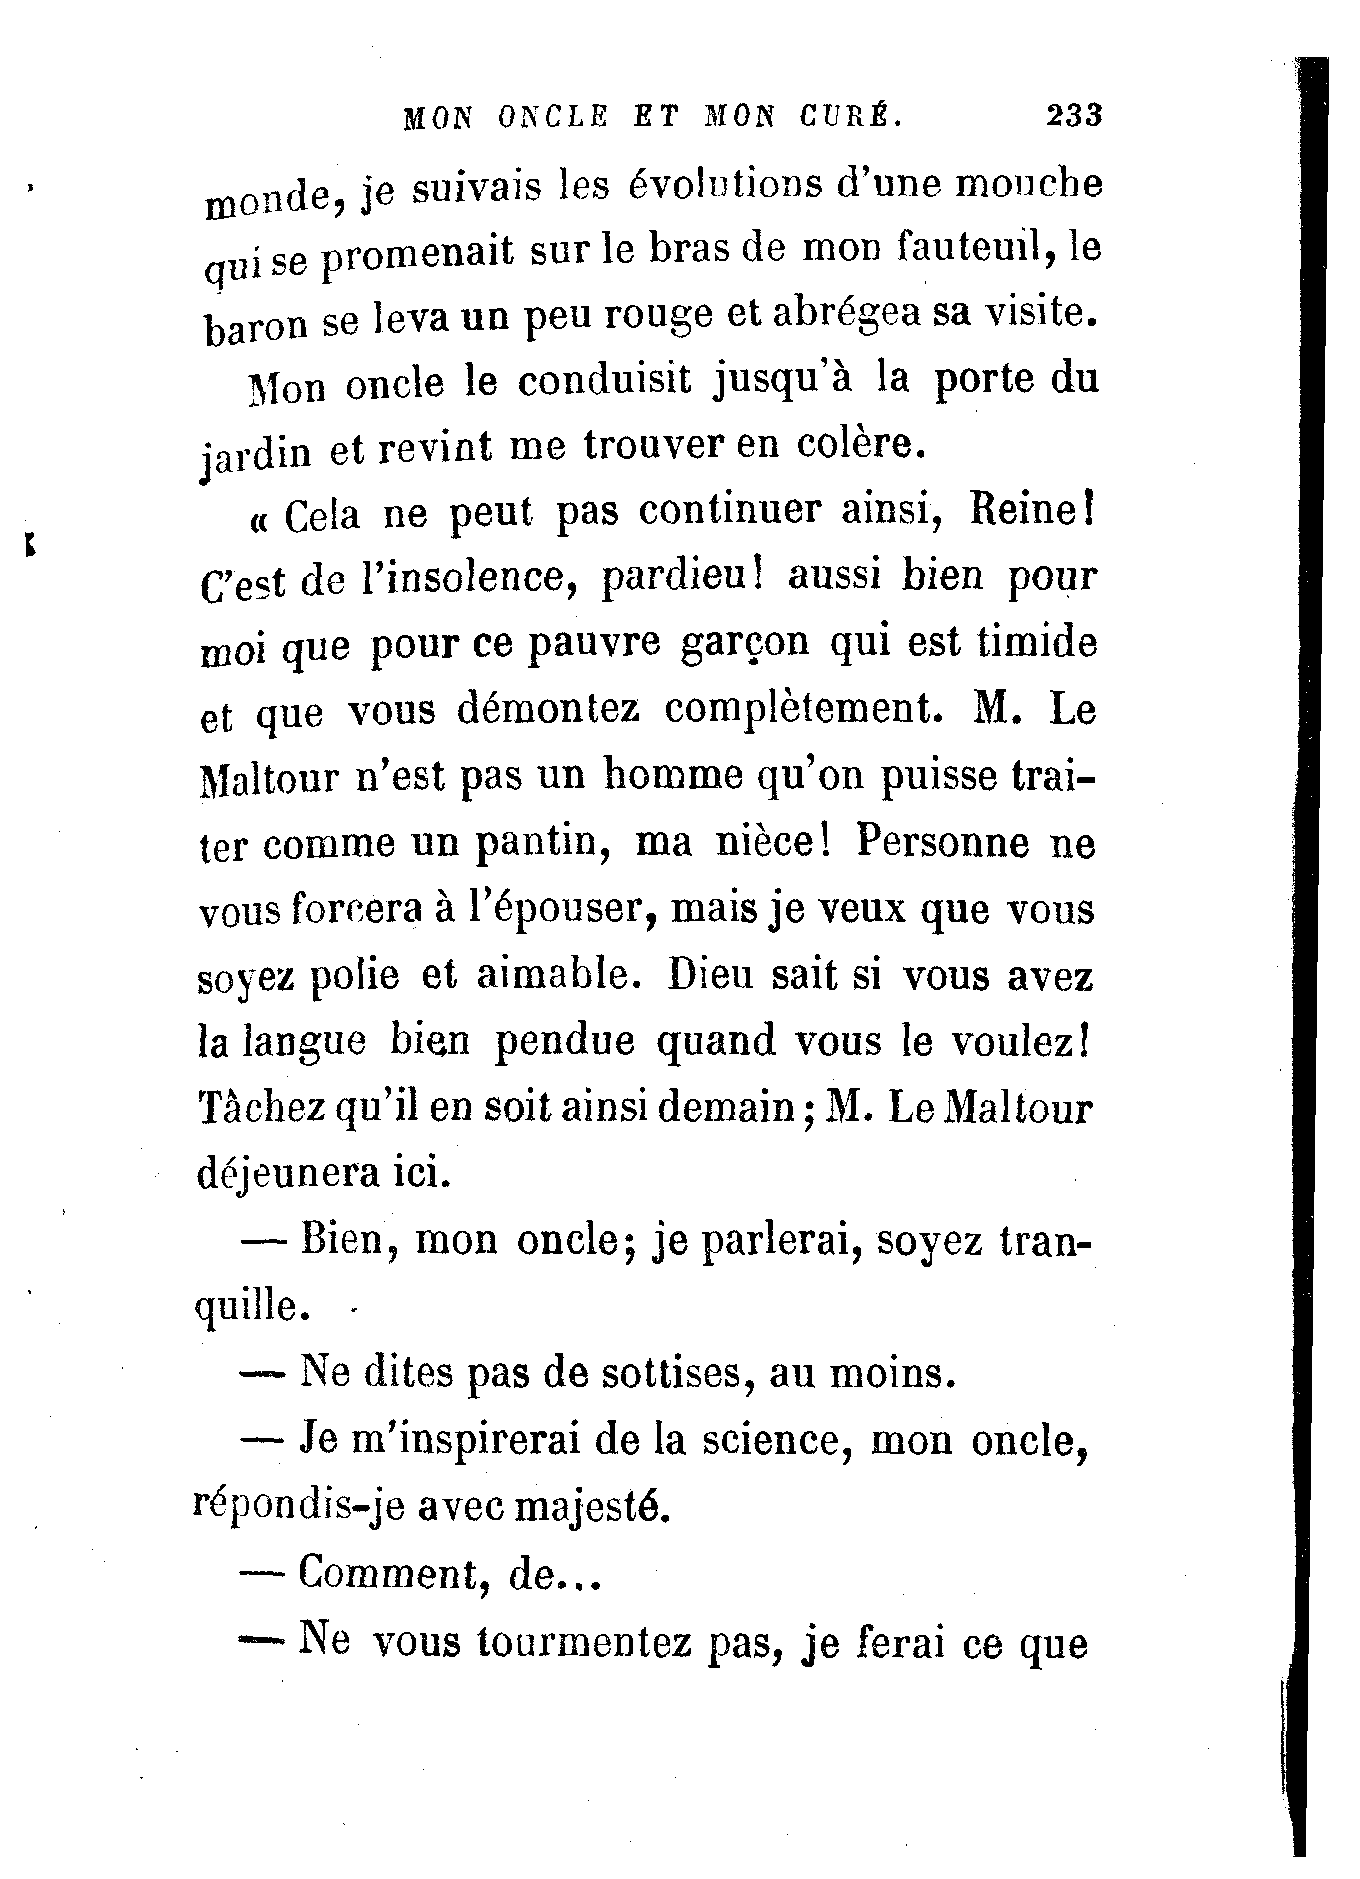 MON ONCLE ET MON CURÉ. 233
monde, je suivais les évolutions d'une mouche
qui se promenait sur le bras de mon fauteuil, le
baron se leva un peu rouge et abrégea sa visite.
Mon oncle le conduisit jusqu'à la porte du
jardin et revint me trouver en colère.
« Cela ne peut pas continuer ainsi, Reine!
C'est de l'insolence, pardieu! aussi bien pour
moi que pour ce pauvre garçon qui est timide
et que vous démontez complètement. M. Le
Maltour n'est pas un homme qu'on puisse trai-
ter comme un pantin, ma nièce! Personne ne
vous forcera à l'épouser, mais je veux que vous
soyez polie et aimable. Dieu sait si vous avez
la langue bien pendue quand vous le voulez!
Tâchez qu'il en soit ainsi demain; M. Le Maltour
déjeunera ici.
— Bien, mon oncle; je parlerai, soyez tran-
quille.
— Ne dites pas de sottises, au moins.
— Je m'inspirerai de la science, mon oncle,
répondis-je avec majesté.
— Comment, de...
— Ne vous tourmentez pas, je ferai ce que